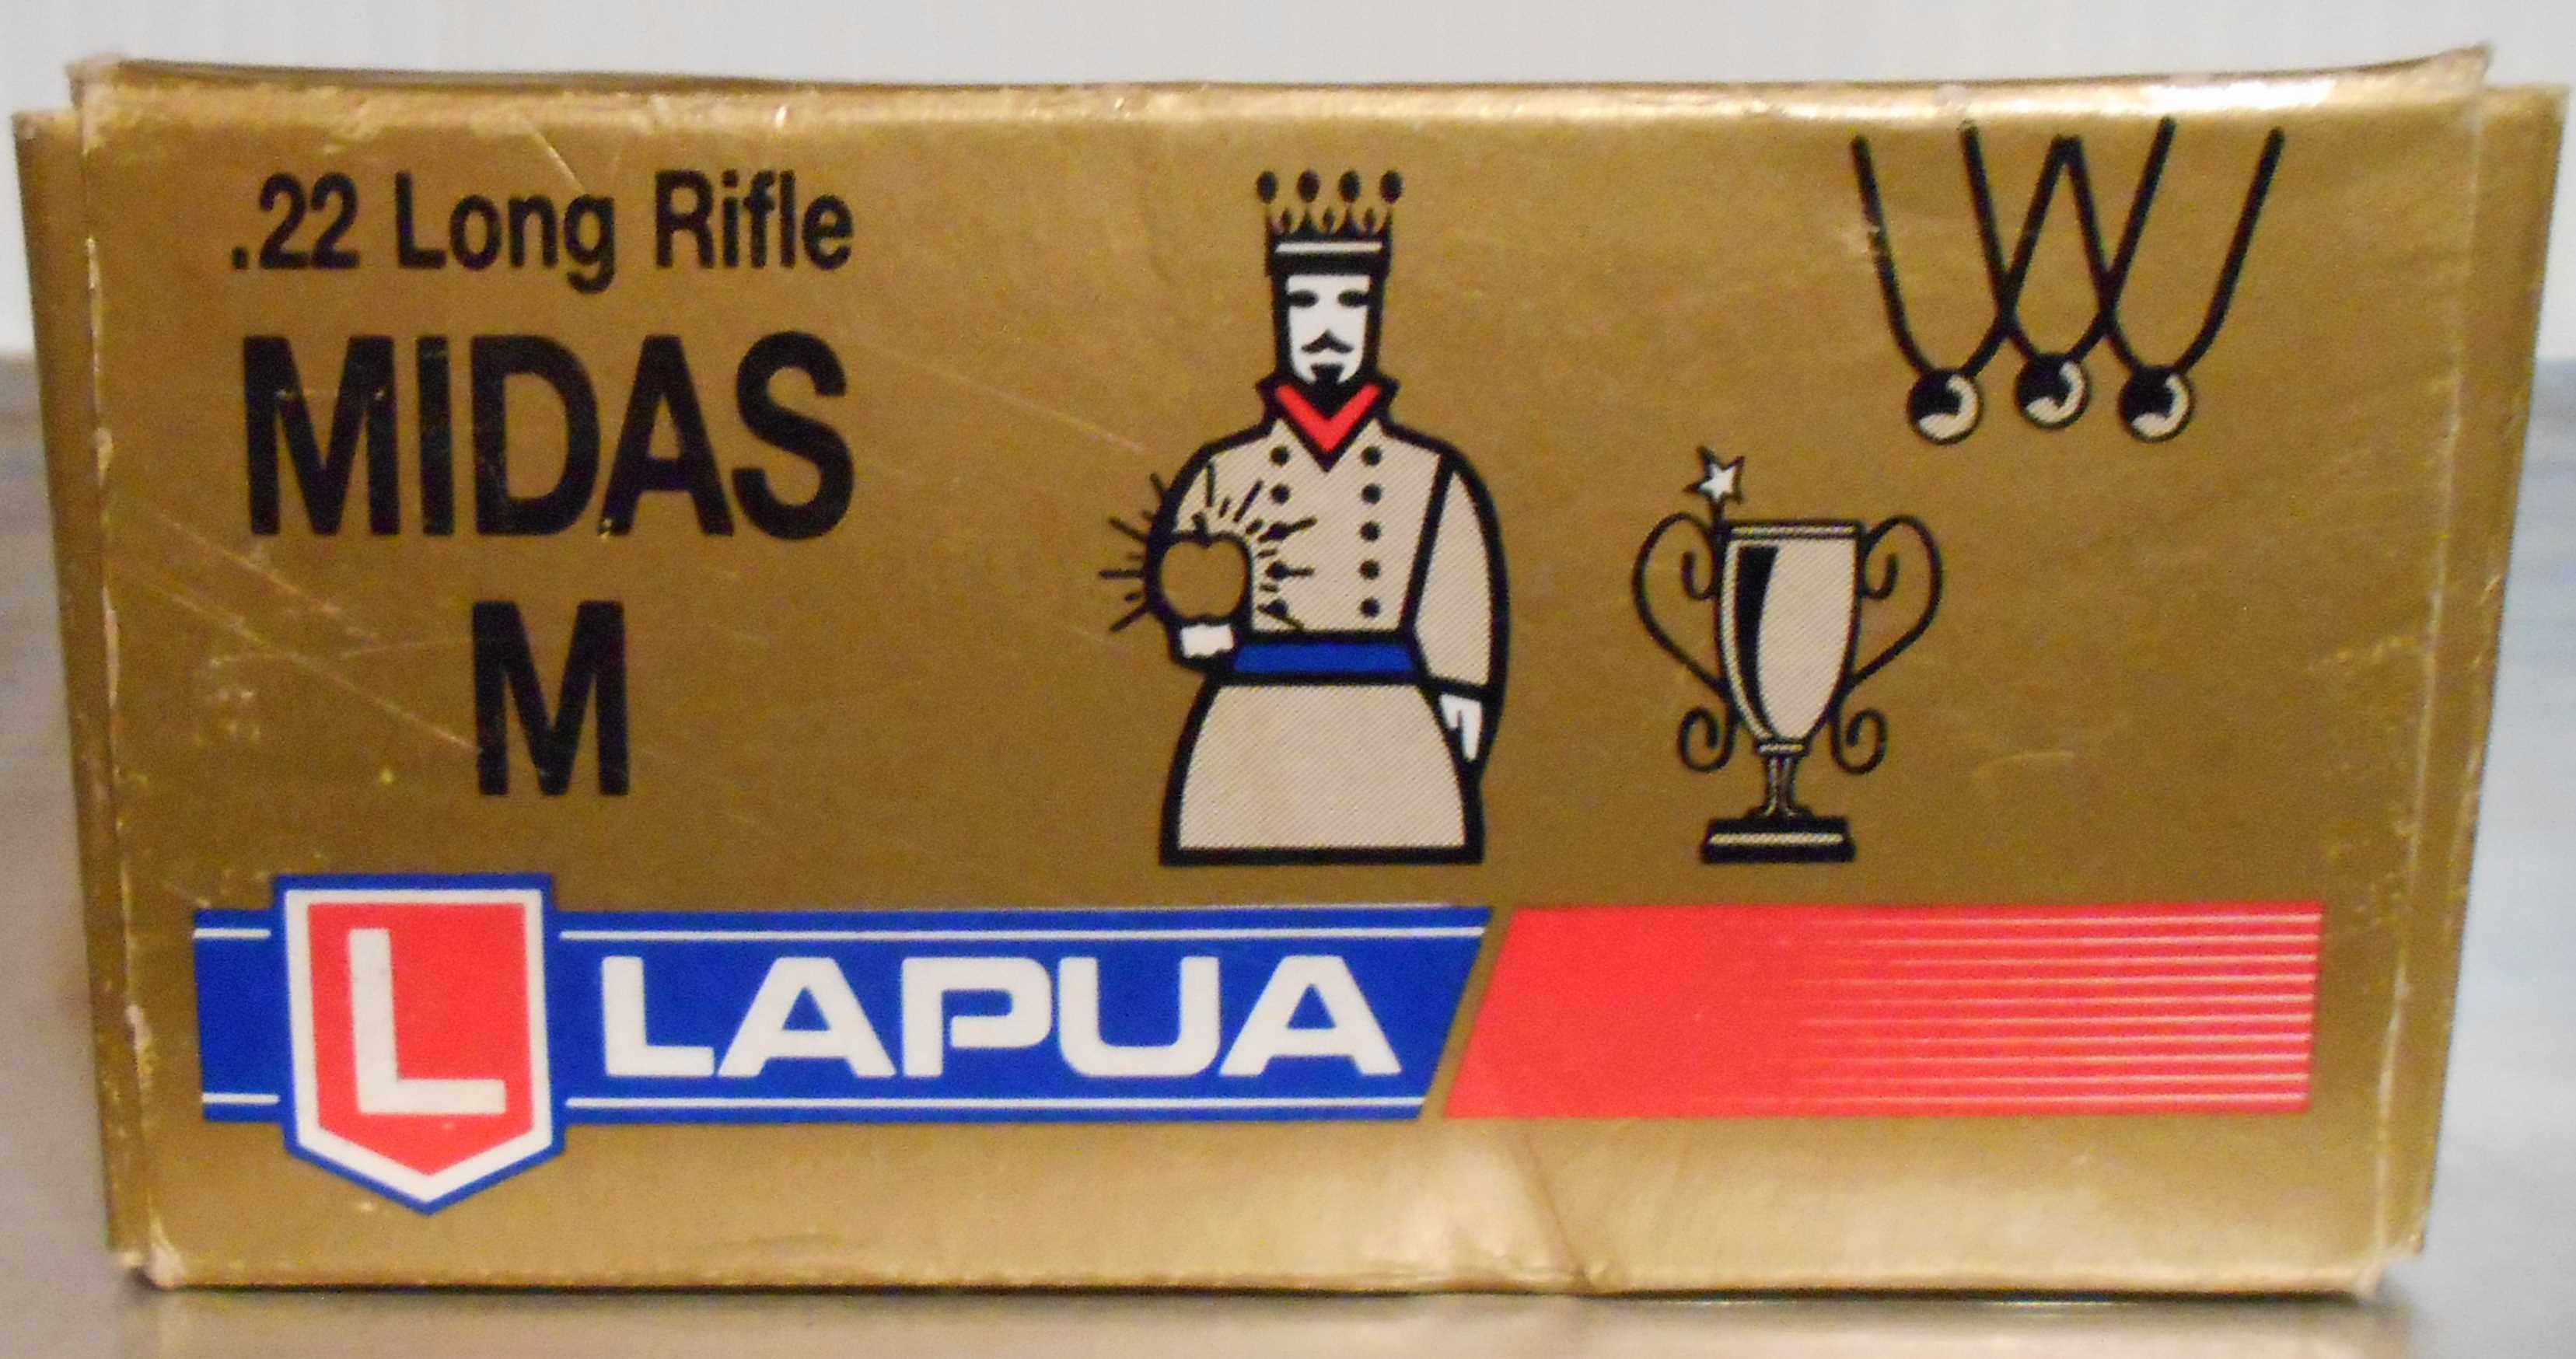 .22 Long Rifle
MIDAS
M
L LAPUA